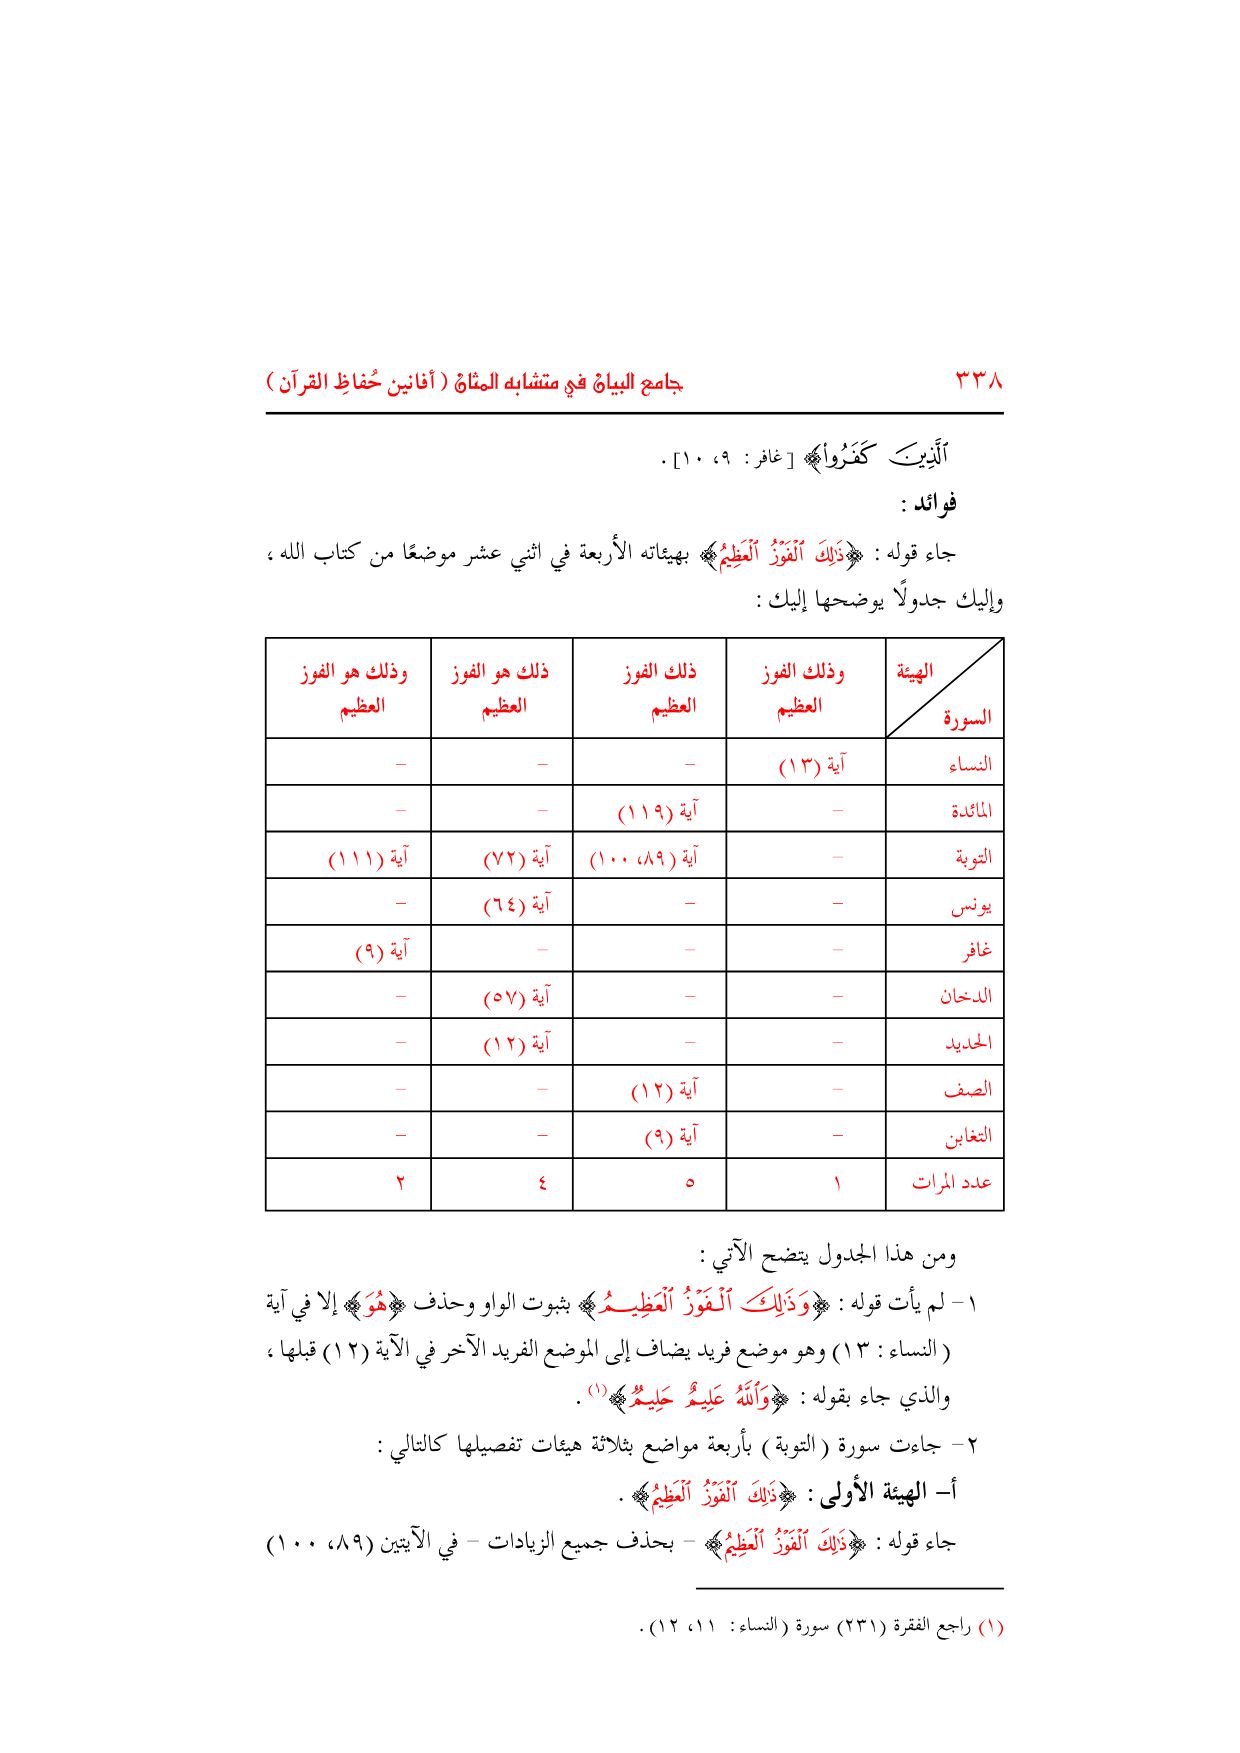 ٣٣٨ جامع البيان في متشابه المثان ( أفانين حُفاظِ القرآن )
ٱلَّذِينَ كَفَرُوا۟﴾ [ غافر : ٩، ١٠] .
فوائد :
جاء قوله : ﴿ذَٰلِكَ ٱلْفَوْزُ ٱلْعَظِيمُ﴾ بهيئاته الأربعة في اثني عشر موضعًا من كتاب الله ،
وإليك جدولًا يوضحها إليك :
الهيئة السورة | وذلك الفوز العظيم | ذلك الفوز العظيم | ذلك هو الفوز العظيم | وذلك هو الفوز العظيم
النساء | آية (١٣) | – | – | –
المائدة | – | آية (١١٩) | – | –
التوبة | – | آية (٨٩، ١٠٠) | آية (٧٢) | آية (١١١)
يونس | – | – | آية (٦٤) | –
غافر | – | – | – | آية (٩)
الدخان | – | – | آية (٥٧) | –
الحديد | – | – | آية (١٢) | –
الصف | – | آية (١٢) | – | –
التغابن | – | آية (٩) | – | –
عدد المرات | ١ | ٥ | ٤ | ٢
ومن هذا الجدول يتضح الآتي :
١– لم يأت قوله : ﴿وَذَٰلِكَ ٱلْفَوْزُ ٱلْعَظِيمُ﴾ بثبوت الواو وحذف ﴿هُوَ﴾ إلا في آية
( النساء : ١٣) وهو موضع فريد يضاف إلى الموضع الفريد الآخر في الآية (١٢) قبلها ،
والذي جاء بقوله : ﴿وَٱللَّهُ عَلِيمٌ حَلِيمٌ﴾(١) .
٢– جاءت سورة ( التوبة ) بأربعة مواضع بثلاثة هيئات تفصيلها كالتالي :
أ– الهيئة الأولى : ﴿ذَٰلِكَ ٱلْفَوْزُ ٱلْعَظِيمُ﴾ .
جاء قوله : ﴿ذَٰلِكَ ٱلْفَوْزُ ٱلْعَظِيمُ﴾ – بحذف جميع الزيادات – في الآيتين (٨٩، ١٠٠)
(١) راجع الفقرة (٢٣١) سورة ( النساء : ١١، ١٢) .